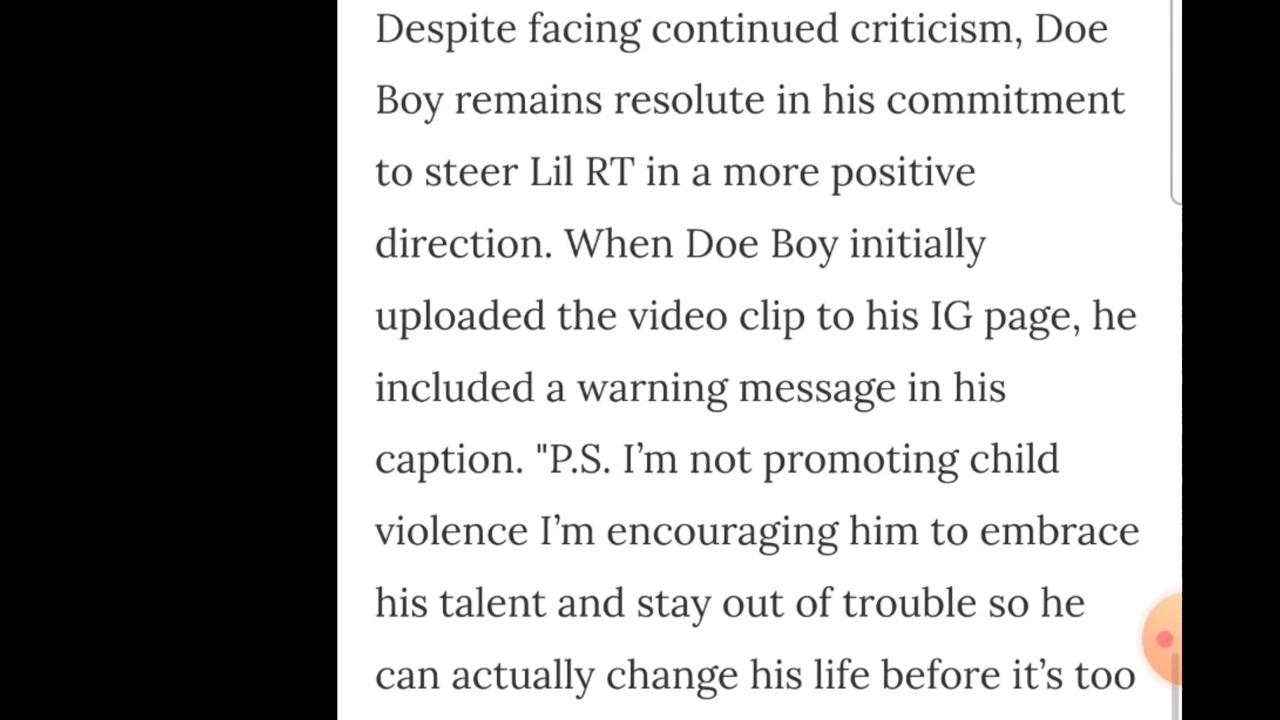 Despite facing continued criticism, Doe
Boy remains resolute in his commitment
to steer Lil RT in a more positive
direction. When Doe Boy initially
uploaded the video clip to his IG page, he
included a warning message in his
caption. "P.S. I’m not promoting child
violence I’m encouraging him to embrace
his talent and stay out of trouble so he
can actually change his life before it’s too